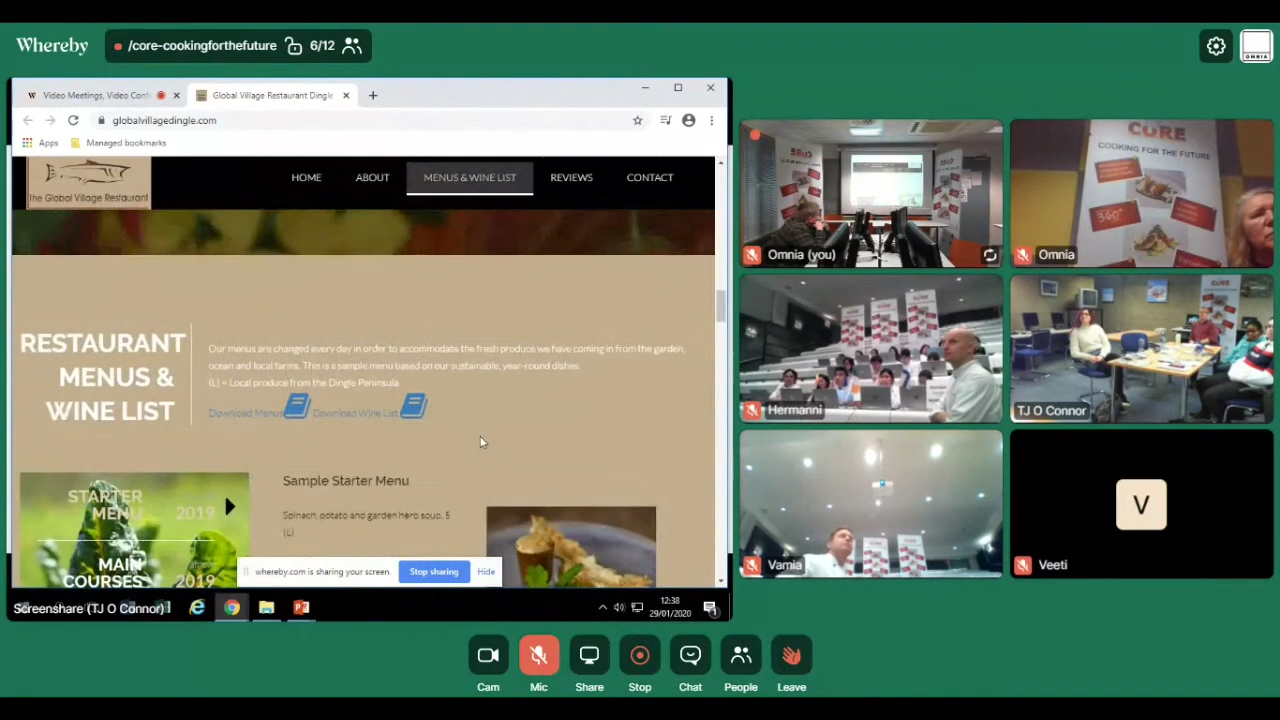 Whereby
/core-cookingforthefuture 6/12
OMNIA
Video Meetings, Video Conf
Global Village Restaurant Dingle
globalvillagedingle.com
Apps
Managed bookmarks
The Global Village Restaurant
HOME
ABOUT
MENUS & WINE LIST
REVIEWS
CONTACT
RESTAURANT
MENUS &
WINE LIST
Our menus are changed every day in order to accommodate the fresh produce we have coming in from the garden,
ocean and local farms. This is a sample menu based on our sustainable, year-round dishes.
(L) = Local produce from the Dingle Peninsula
Download Menus Download Wine List
STARTER
MENU
2019
MAIN
COURSES
2019
Sample Starter Menu
Spinach, potato and garden herb soup. 5
(L)
whereby.com is sharing your screen.
Stop sharing
Hide
Screenshare (TJ O Connor)
12:38
29/01/2020
Omnia (you)
CORE
COOKING FOR THE FUTURE
360°
Omnia
CORE
Hermanni
CORE
TJ O Connor
Vamia
V
Veeti
Cam
Mic
Share
Stop
Chat
People
Leave